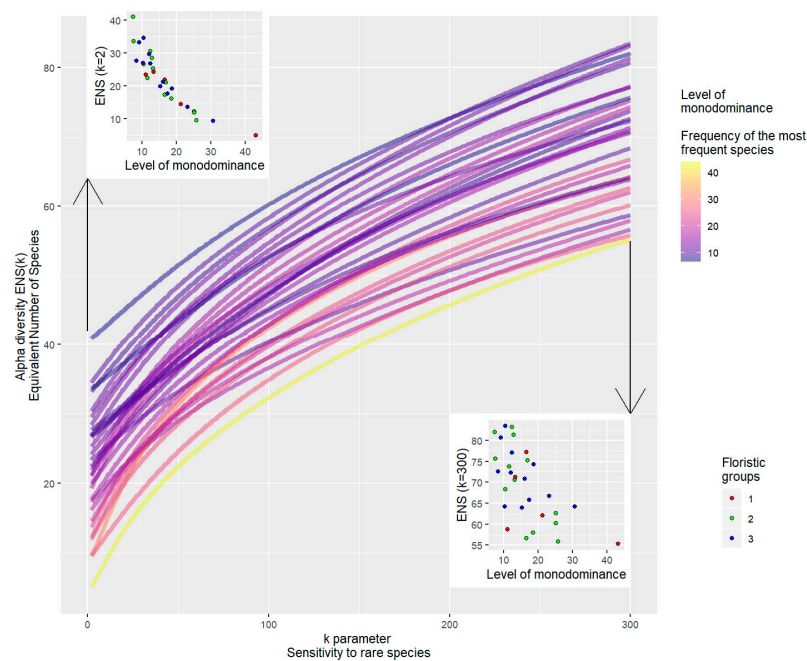 40
30
20
10
ENS (k=2)
10 20 30 40
Level of monodominance
80
60
40
20
Alpha diversity ENS(k)
Equivalent Number of Species
0 100 200 300
k parameter
Sensitivity to rare species
85
80
75
70
65
60
55
ENS (k=300)
10 20 30 40
Level of monodominance
Level of
monodominance
Frequency of the most
frequent species
40
30
20
10
Floristic
groups
1
2
3